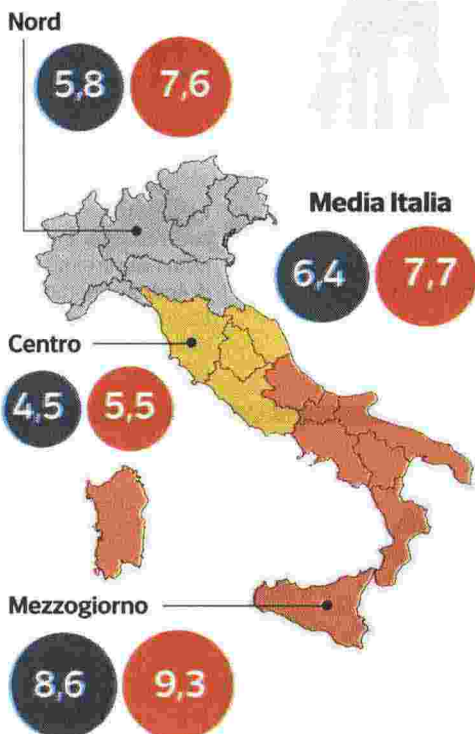 Nord
5,8 7,6
Media Italia
6,4 7,7
Centro
4,5 5,5
Mezzogiorno
8,6 9,3